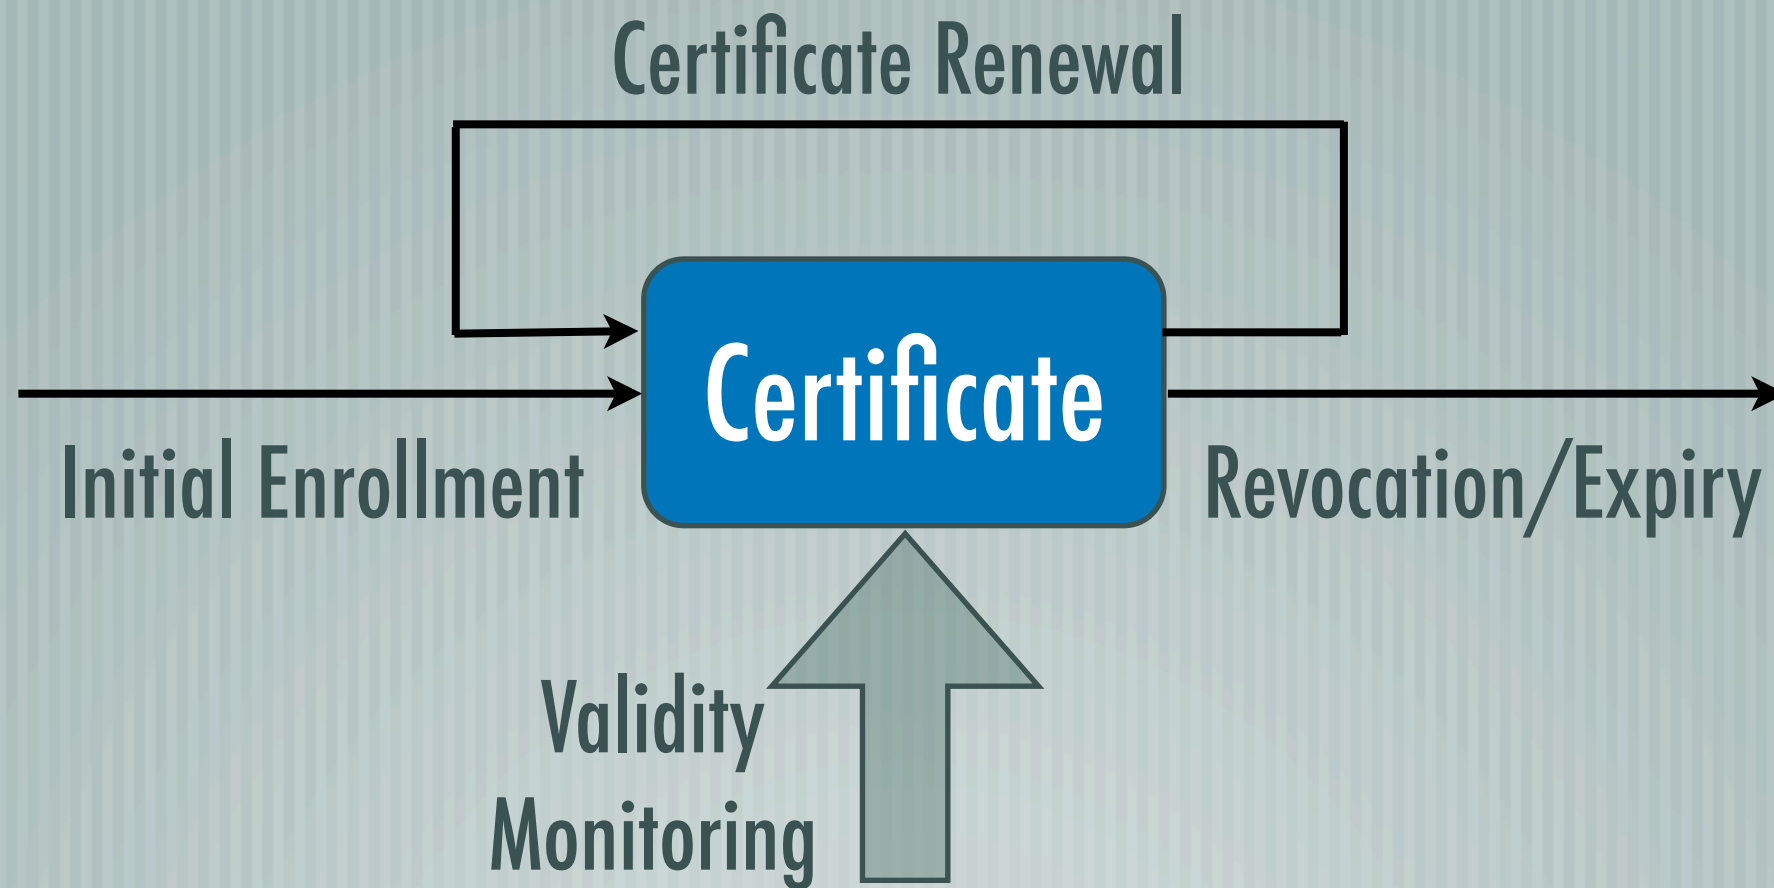 Certificate Renewal
Certificate
Initial Enrollment
Revocation/Expiry
Validity
Monitoring